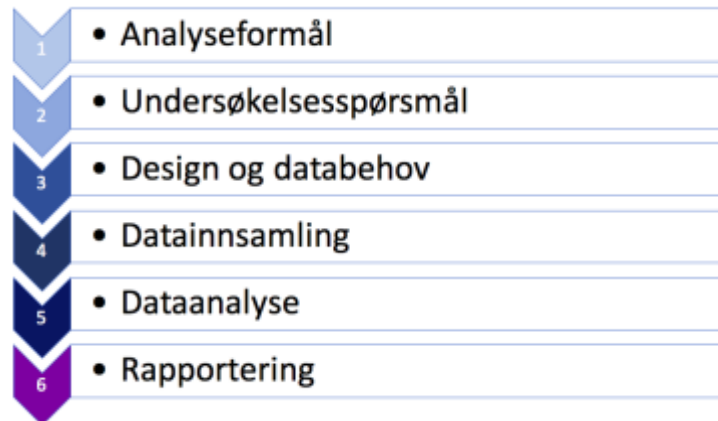 1 • Analyseformål
2 • Undersøkelsesspørsmål
3 • Design og databehov
4 • Datainnsamling
5 • Dataanalyse
6 • Rapportering